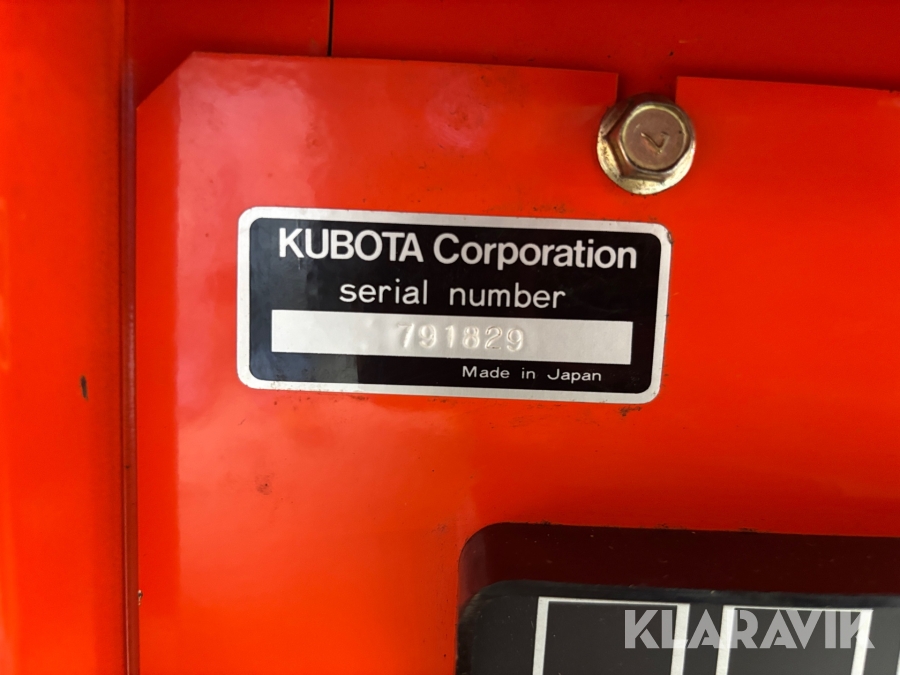 KUBOTA Corporation
serial number
791829
Made in Japan
KLARAVIK